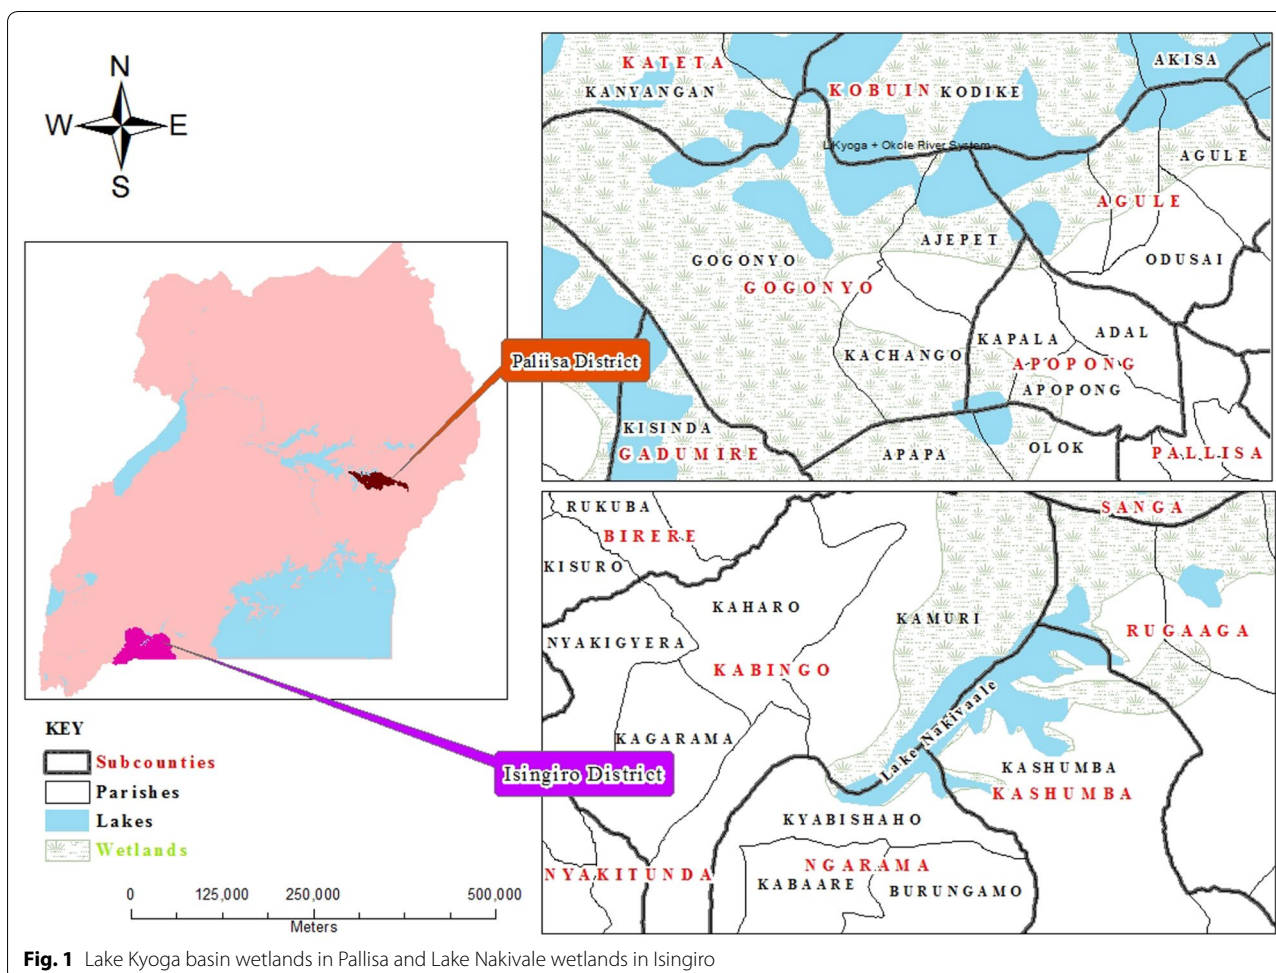 N
W E
S
Paliisa District
Isingiro District
KEY
Subcounties
Parishes
Lakes
Wetlands
0 125,000 250,000 500,000
Meters
KATETA
KANYANGAN
KOBUIN
KODIKE
AKISA
L Kyoga + Okole River System
AGULE
AGULE
AJEPET
ODUSAI
GOGONYO
GOGONYO
KACHANGO
KAPALA
ADAL
APOPONG
APOPONG
KISINDA
GADUMIRE
APAPA
OLOK
PALLISA
RUKUBA
BIRERE
KISURO
SANGA
KAHARO
KAMURI
NYAKIGYERA
RUGAAGA
KABINGO
Lake Nakivaale
KAGARAMA
KASHUMBA
KASHUMBA
KYABISHAHO
NYAKITUNDA
NGARAMA
KABAARE
BURUNGAMO
Fig. 1 Lake Kyoga basin wetlands in Pallisa and Lake Nakivale wetlands in Isingiro